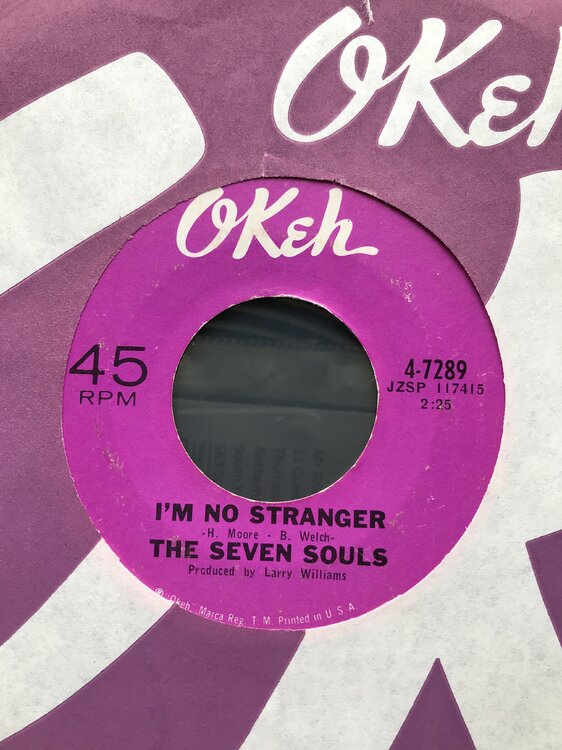 OKeh
OKeh
45
RPM
4-7289
JZSP 117415
2:25
I'M NO STRANGER
-H. Moore - B. Welch-
THE SEVEN SOULS
Produced by Larry Williams
℗ "Okeh" Marca Reg. T. M. Printed in U S A